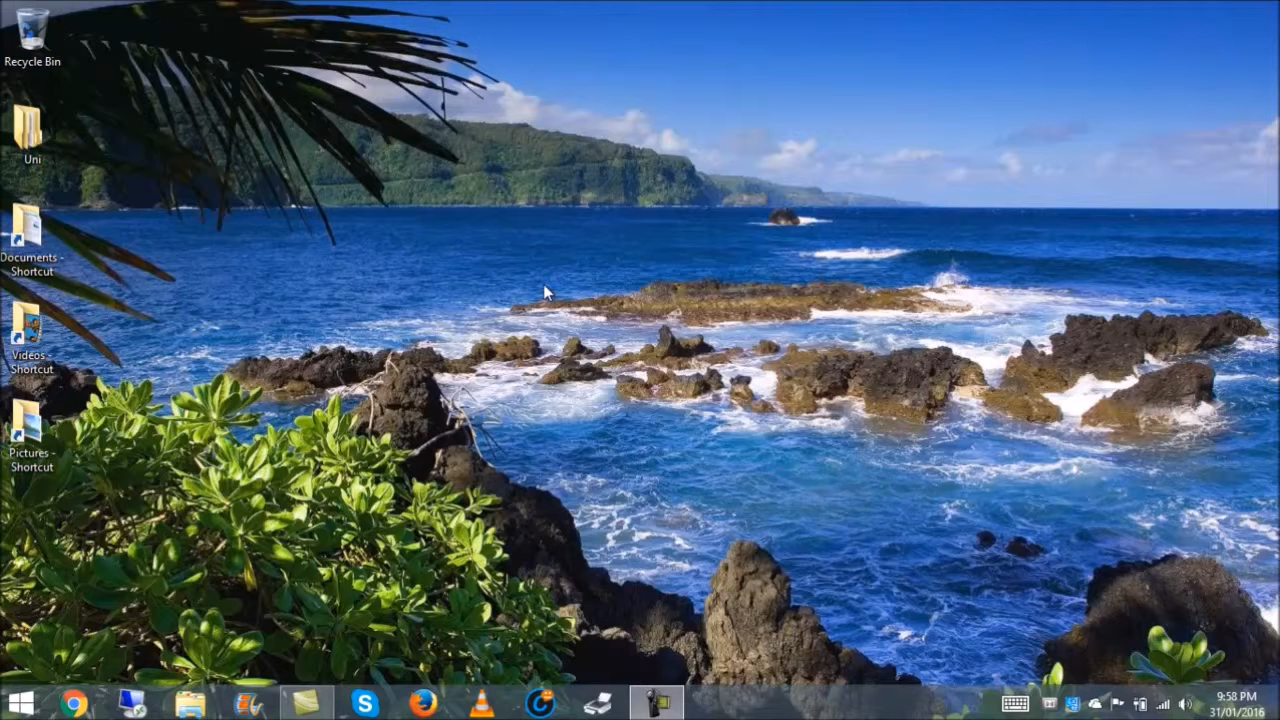 Recycle Bin
Uni
Documents -
Shortcut
Videos -
Shortcut
Pictures -
Shortcut
9:58 PM
31/01/2016